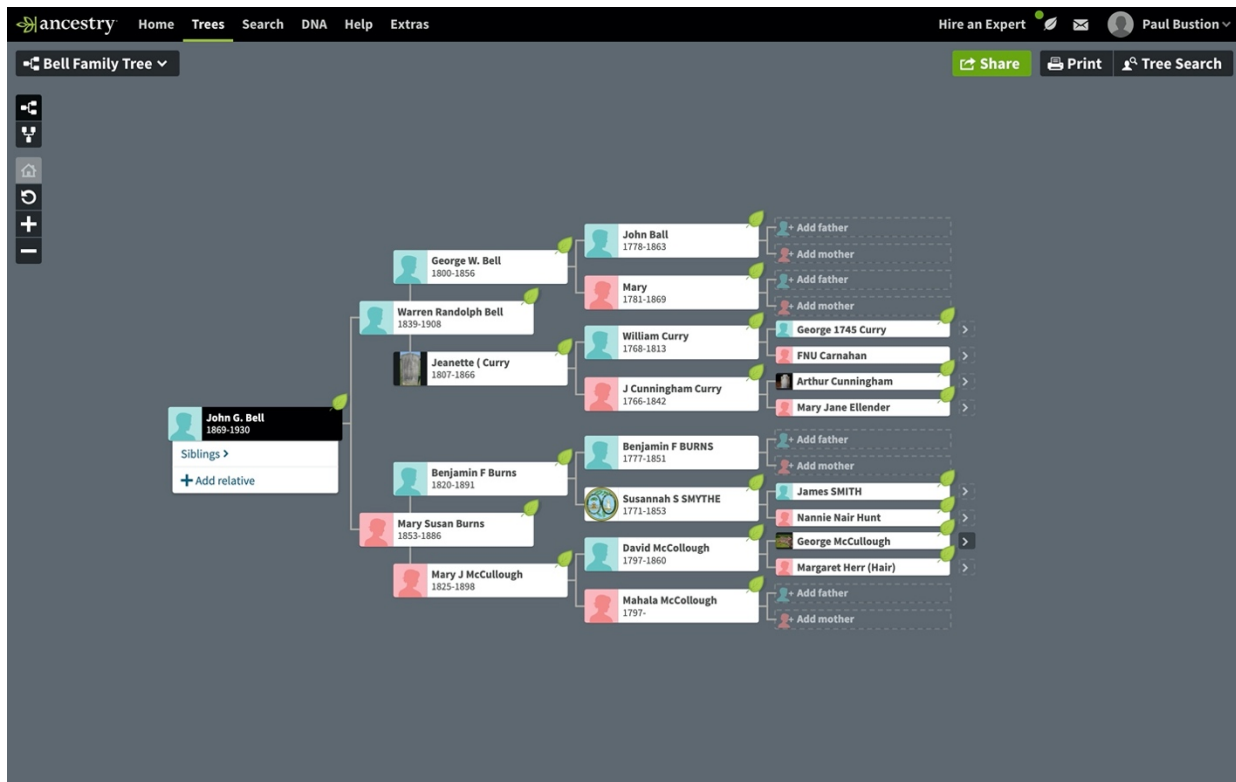 ancestry Home Trees Search DNA Help Extras Hire an Expert Paul Bustion
Bell Family Tree Share Print Tree Search
John G. Bell
1869-1930
Siblings
Add relative
Warren Randolph Bell
1839-1908
Mary Susan Burns
1853-1886
George W. Bell
1800-1856
Jeanette ( Curry
1807-1866
Benjamin F Burns
1820-1891
Mary J McCullough
1825-1898
John Ball
1778-1863
Mary
1781-1869
William Curry
1768-1813
J Cunningham Curry
1766-1842
Benjamin F BURNS
1777-1851
Susannah S SMYTHE
1771-1853
David McCollough
1797-1860
Mahala McCollough
1797-
Add father
Add mother
Add father
Add mother
George 1745 Curry
FNU Carnahan
Arthur Cunningham
Mary Jane Ellender
Add father
Add mother
James SMITH
Nannie Nair Hunt
George McCullough
Margaret Herr (Hair)
Add father
Add mother